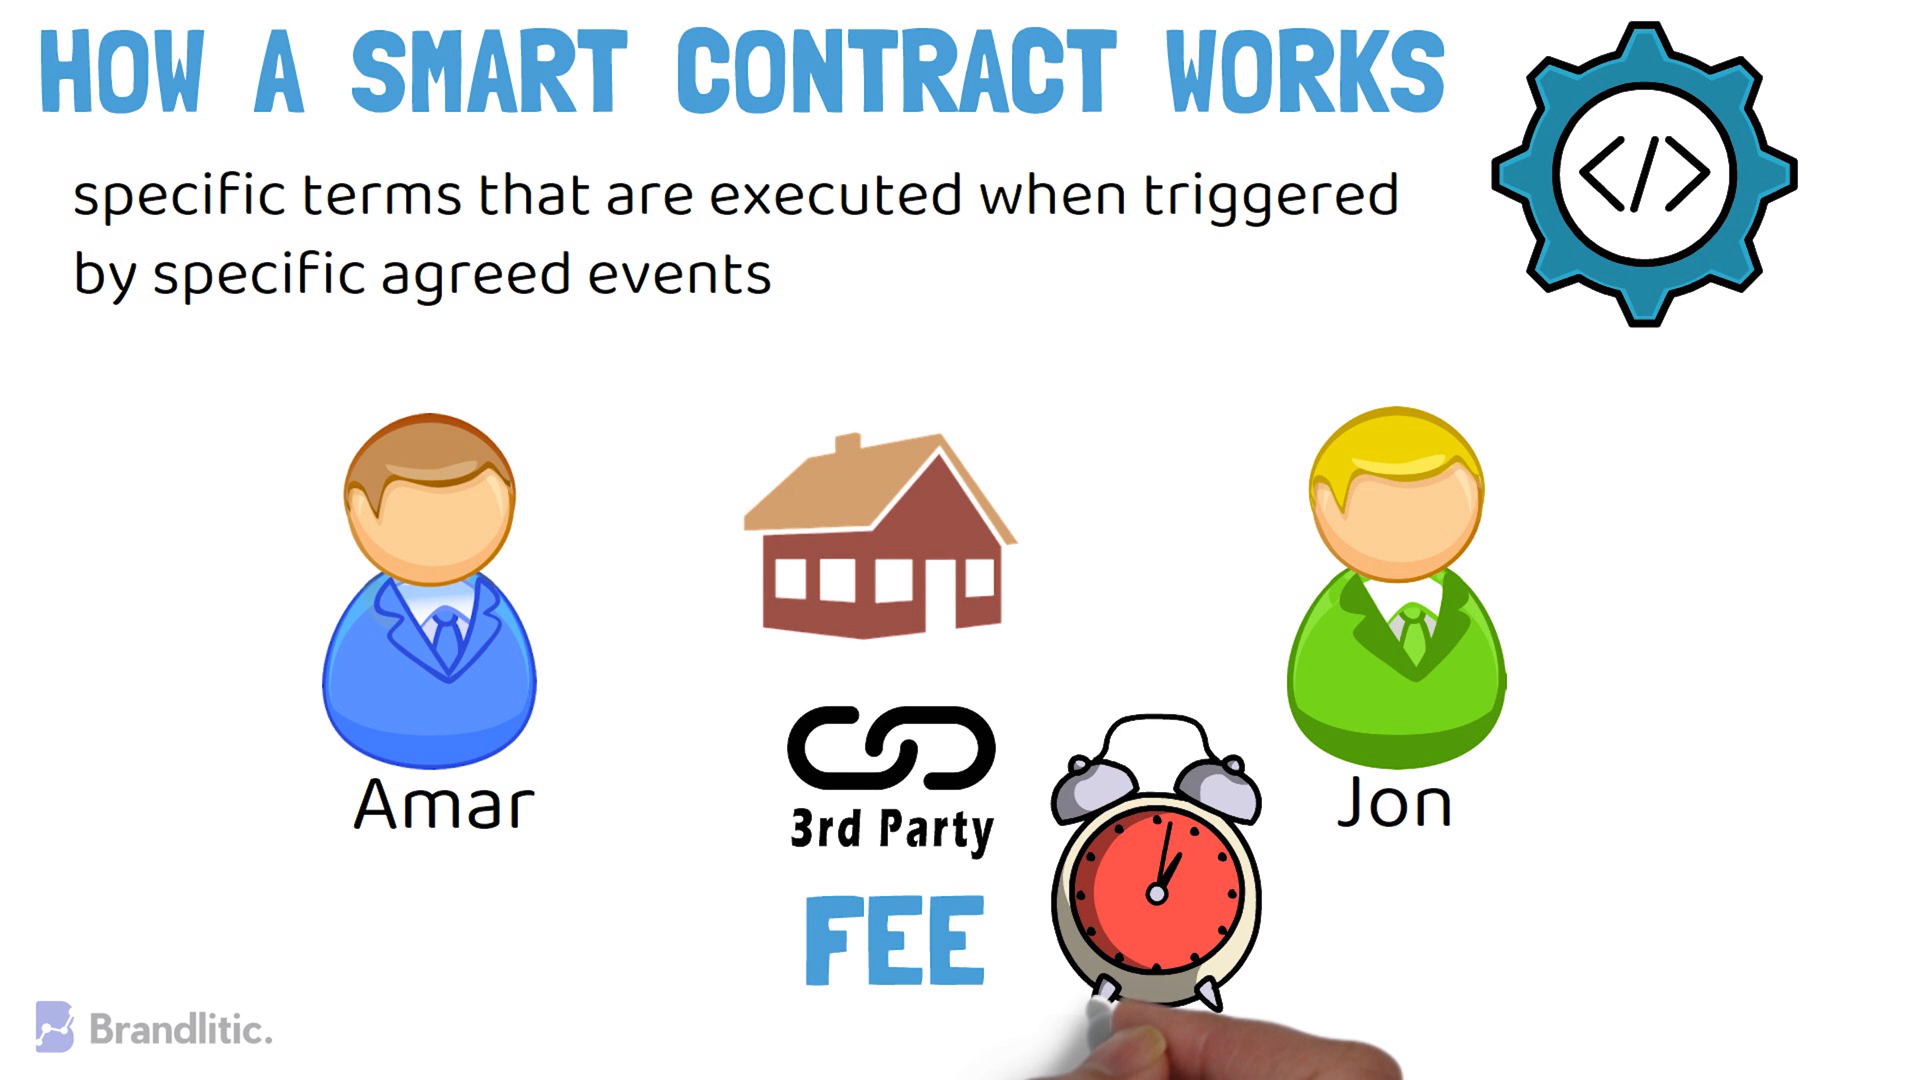 HOW A SMART CONTRACT WORKS
specific terms that are executed when triggered
by specific agreed events
</>
Amar
3rd Party
Jon
FEE
Brandlitic.